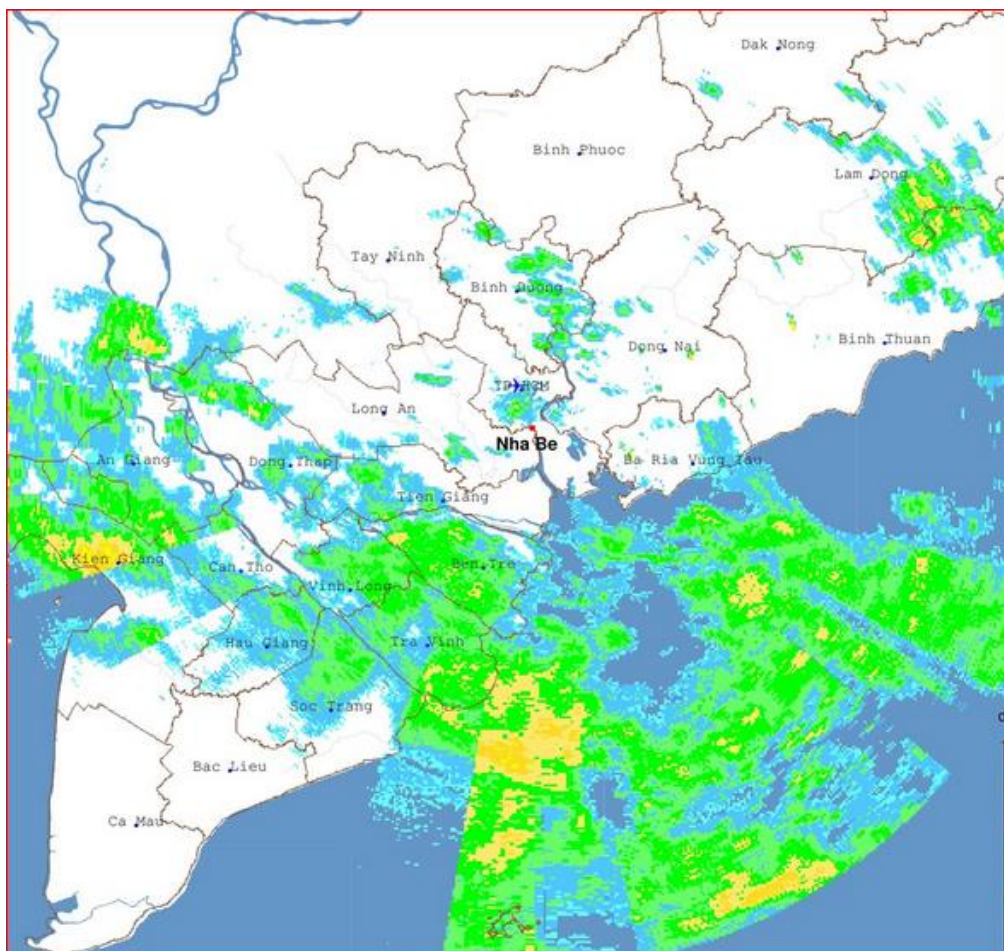 Dak Nong
Binh Phuoc
Lam Dong
Tay Ninh
Binh Duong
Binh Thuan
Dong Nai
TP.HCM
Long An
Nha Be
An Giang
Dong Thap
Ba Ria Vung Tau
Tien Giang
Kien Giang
Can Tho
Ben Tre
Vinh Long
Hau Giang
Tra Vinh
Soc Trang
Bac Lieu
Ca Mau